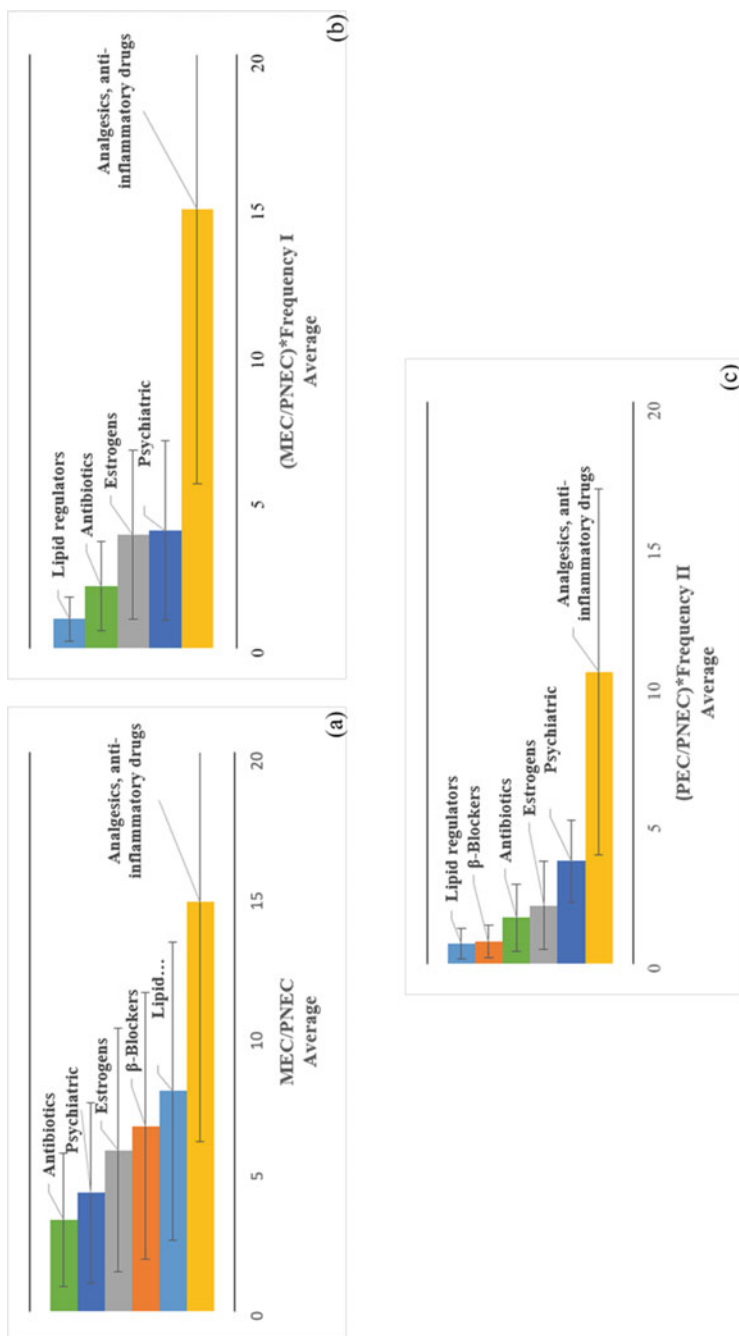 Antibiotics
Psychiatric
Estrogens
β-Blockers
Lipid…
Analgesics, anti-
inflammatory drugs
0
5
10
15
20
MEC/PNEC
Average
(a)
Lipid regulators
Antibiotics
Estrogens
Psychiatric
Analgesics, anti-
inflammatory drugs
0
5
10
15
20
(MEC/PNEC)*Frequency I
Average
(b)
Lipid regulators
β-Blockers
Antibiotics
Estrogens
Psychiatric
Analgesics, anti-
inflammatory drugs
0
5
10
15
20
(PEC/PNEC)*Frequency II
Average
(c)